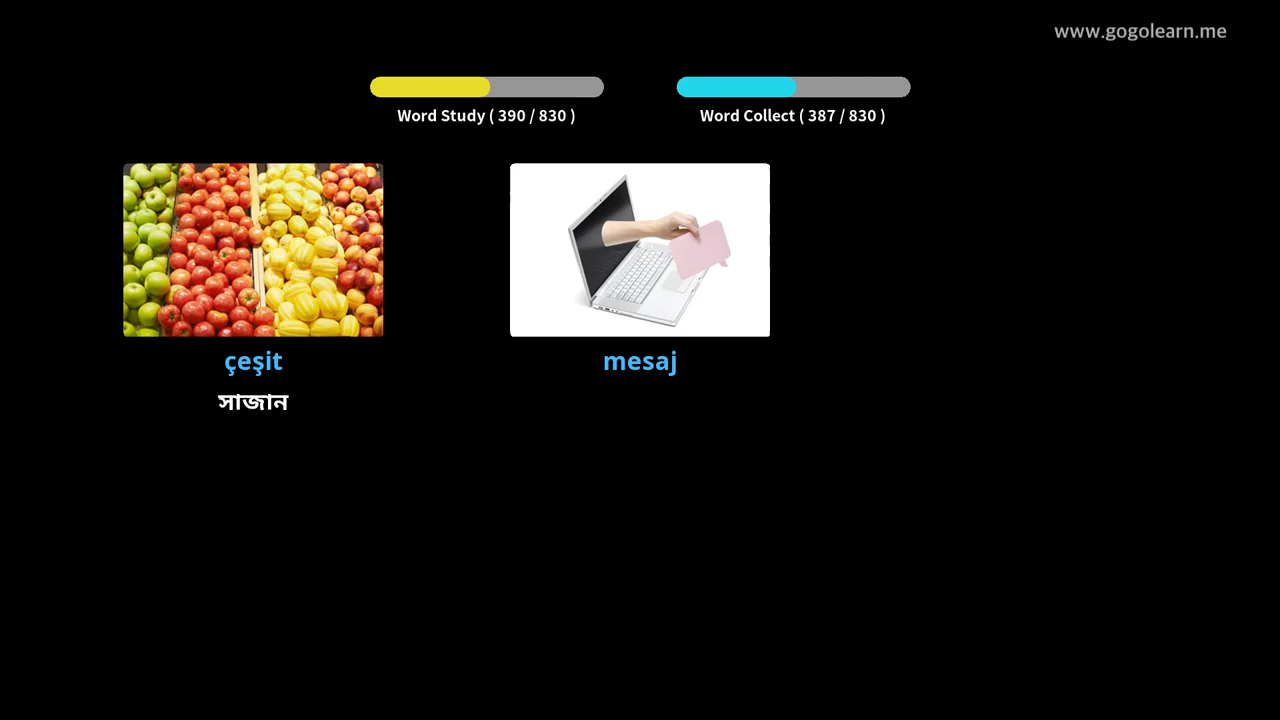 www.gogolearn.me
Word Study ( 390 / 830 )
Word Collect ( 387 / 830 )
çeşit
mesaj
সাজান